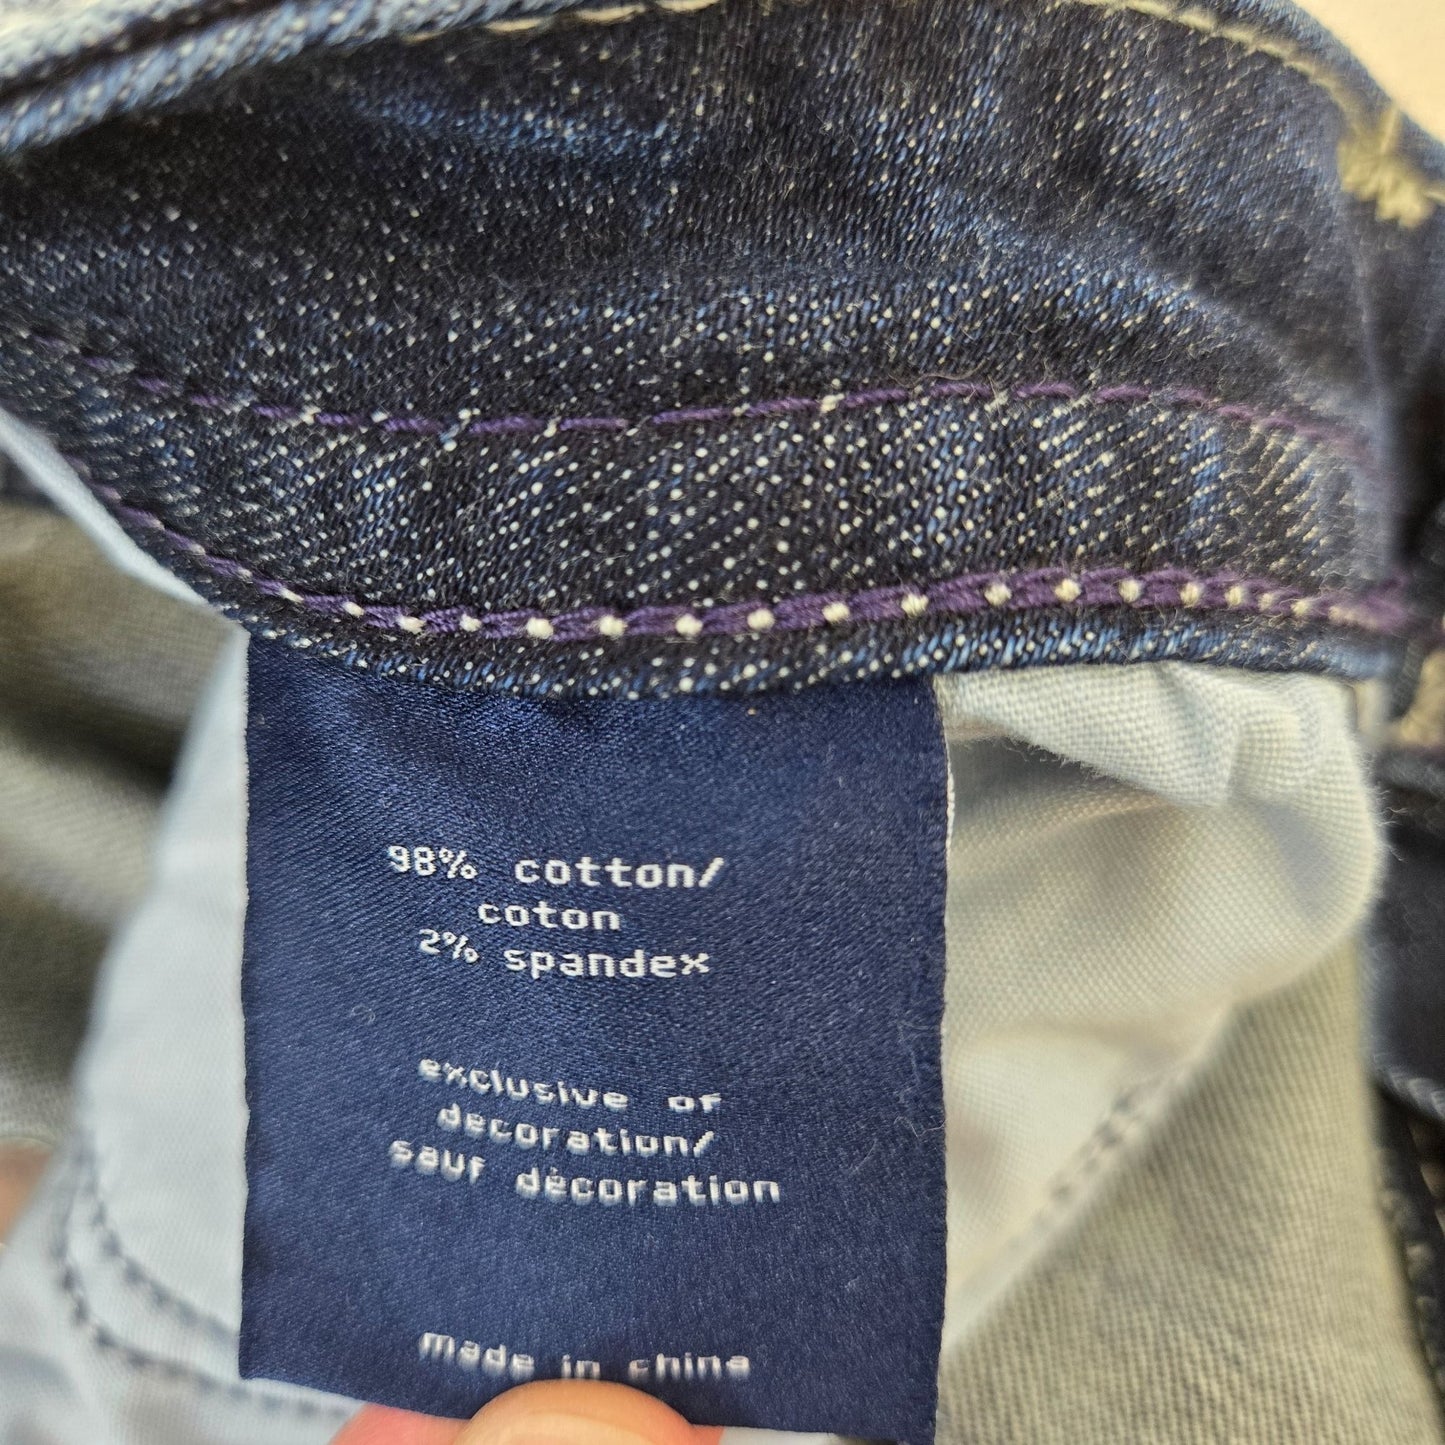 98% cotton/
coton
2% spandex
exclusive of
decoration/
sauf décoration
made in china